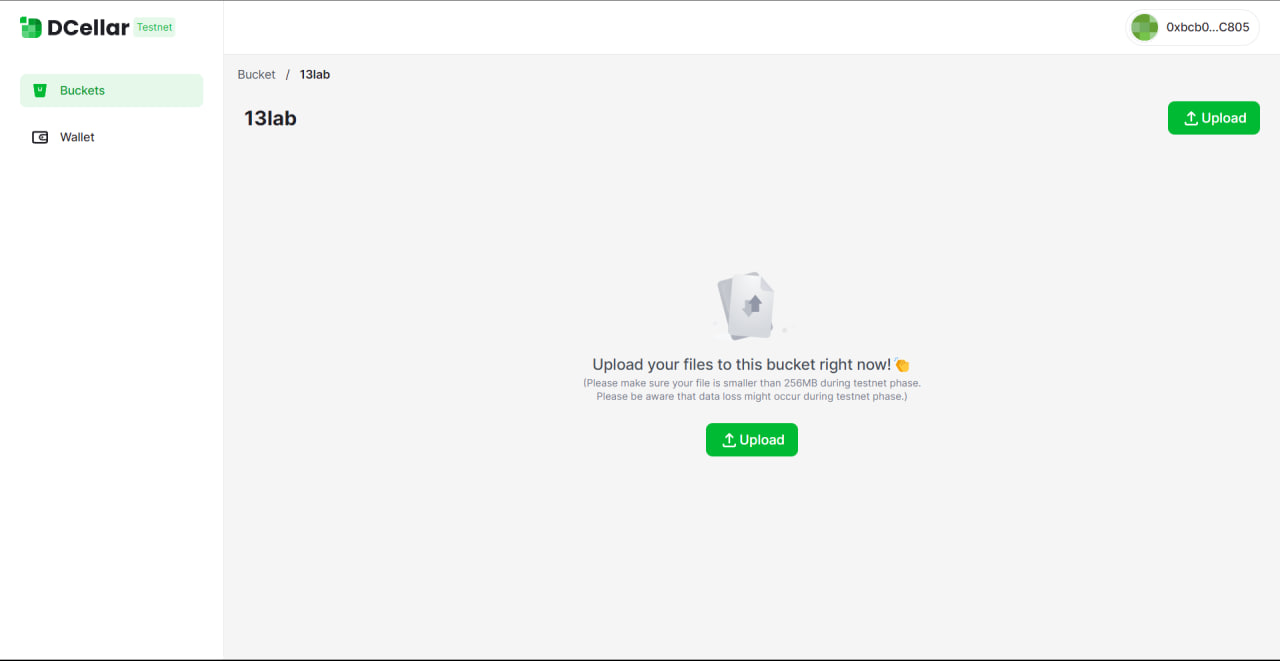 DCellar Testnet
0xbcb0...C805
Buckets
Wallet
Bucket / 13lab
13lab
Upload
Upload your files to this bucket right now! 👏
(Please make sure your file is smaller than 256MB during testnet phase.
Please be aware that data loss might occur during testnet phase.)
Upload